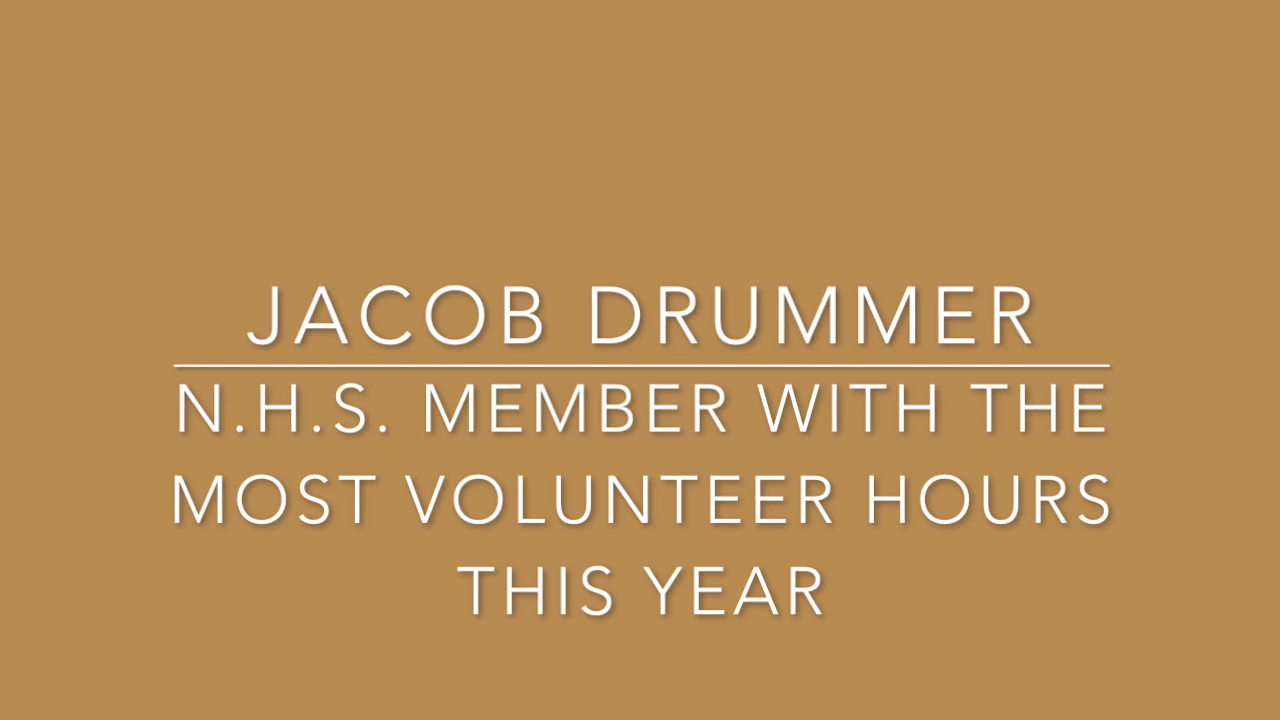 JACOB DRUMMER
N.H.S. MEMBER WITH THE
MOST VOLUNTEER HOURS
THIS YEAR